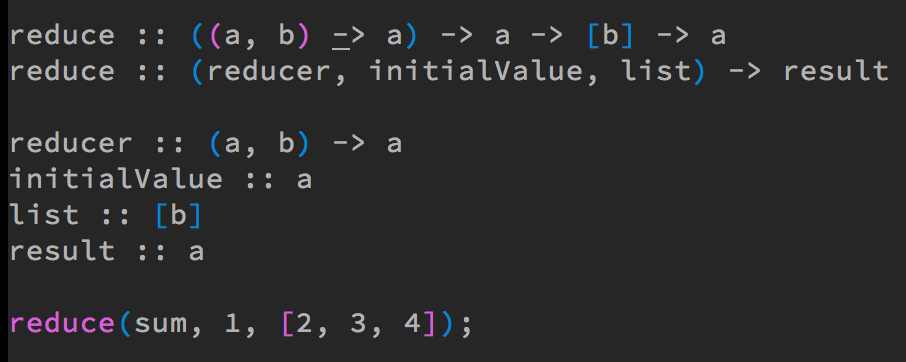 reduce :: ((a, b) -> a) -> a -> [b] -> a
reduce :: (reducer, initialValue, list) -> result
reducer :: (a, b) -> a
initialValue :: a
list :: [b]
result :: a
reduce(sum, 1, [2, 3, 4]);